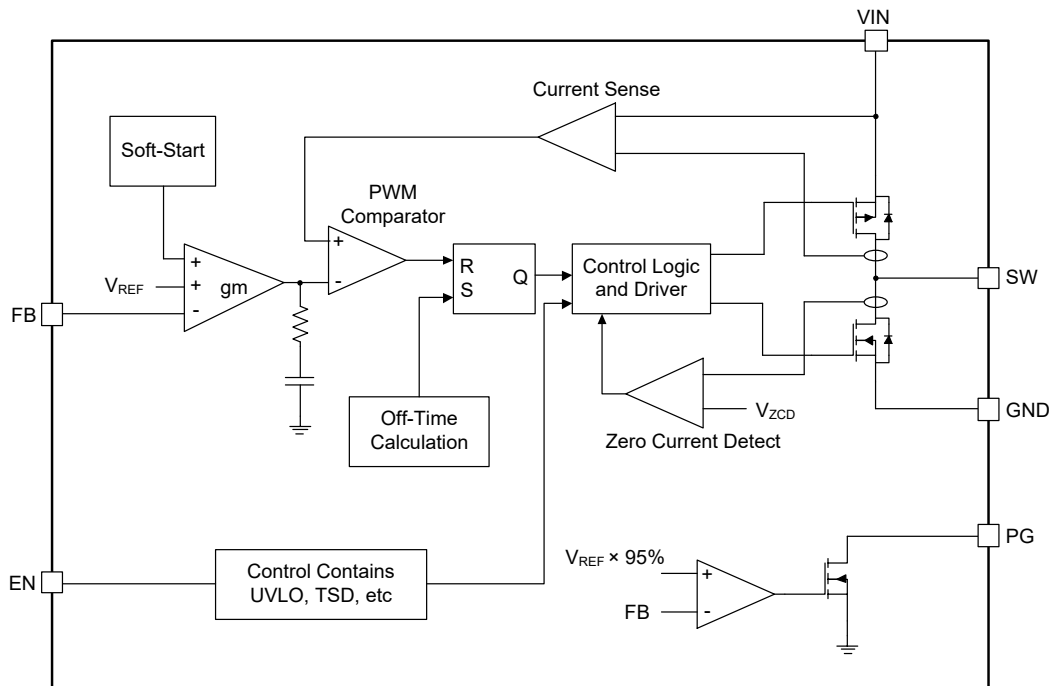 VIN
Current Sense
Soft-Start
PWM
Comparator
+
-
R
S
Q
Control Logic
and Driver
SW
+
VREF
+
gm
-
FB
Off-Time
Calculation
VZCD
Zero Current Detect
GND
PG
EN
Control Contains
UVLO, TSD, etc
VREF × 95%
+
FB
-